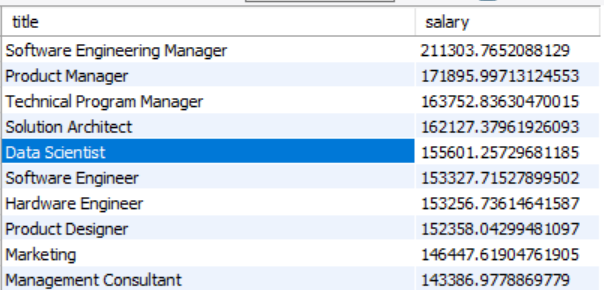 title salary
Software Engineering Manager 211303.7652088129
Product Manager 171895.99713124553
Technical Program Manager 163752.83630470015
Solution Architect 162127.37961926093
Data Scientist 155601.25729681185
Software Engineer 153327.71527899502
Hardware Engineer 153256.73614641587
Product Designer 152358.04299481097
Marketing 146447.61904761905
Management Consultant 143386.9778869779